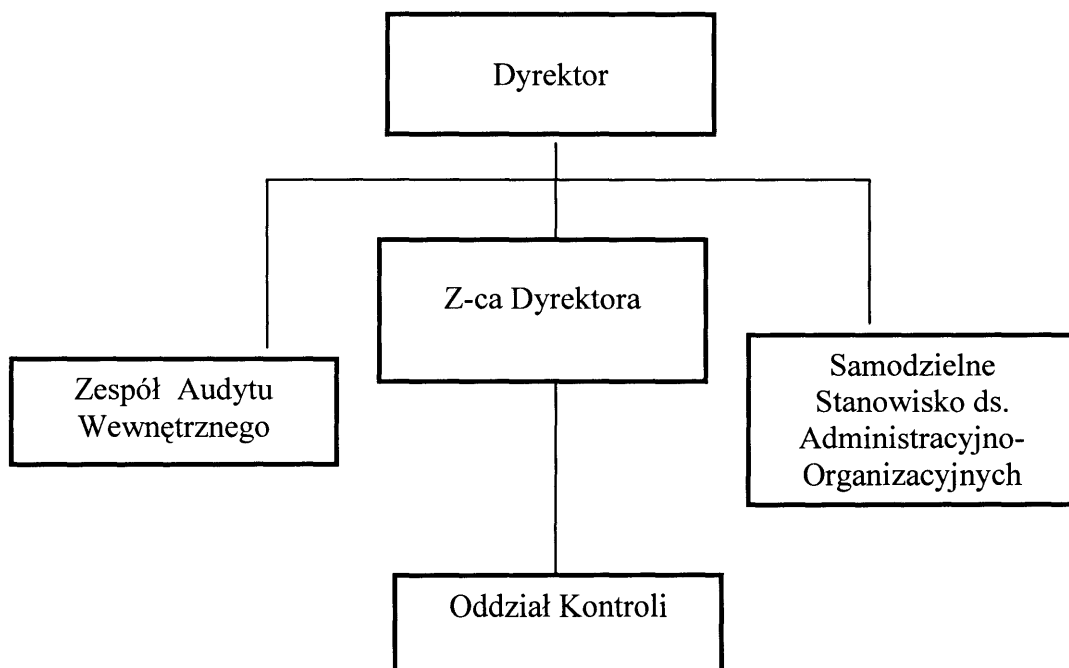 Dyrektor
Z-ca Dyrektora
Zespół Audytu
Wewnętrznego
Samodzielne
Stanowisko ds.
Administracyjno-
Organizacyjnych
Oddział Kontroli